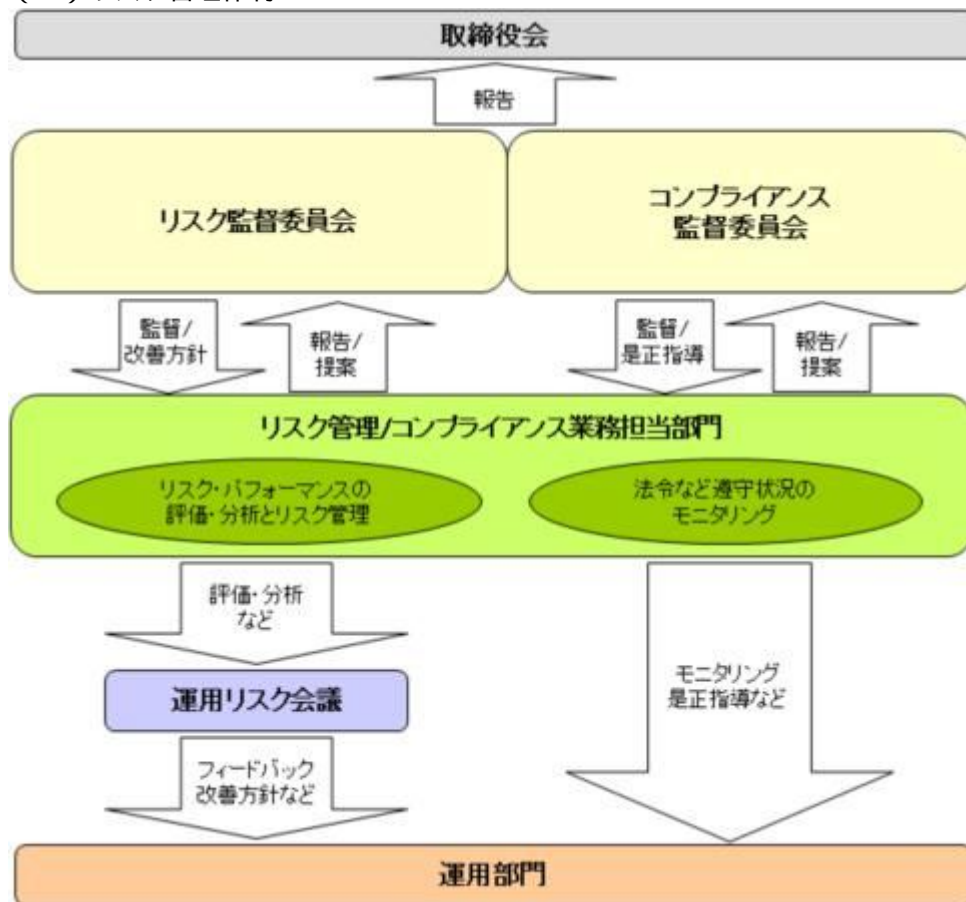 取締役会
報告
リスク監督委員会
コンプライアンス
監督委員会
監督/
改善方針
報告/
提案
監督/
是正指導
報告/
提案
リスク管理/コンプライアンス業務担当部門
リスク・パフォーマンスの
評価・分析とリスク管理
法令など遵守状況の
モニタリング
評価・分析
など
運用リスク会議
モニタリング
是正指導など
フィードバック
改善方針など
運用部門